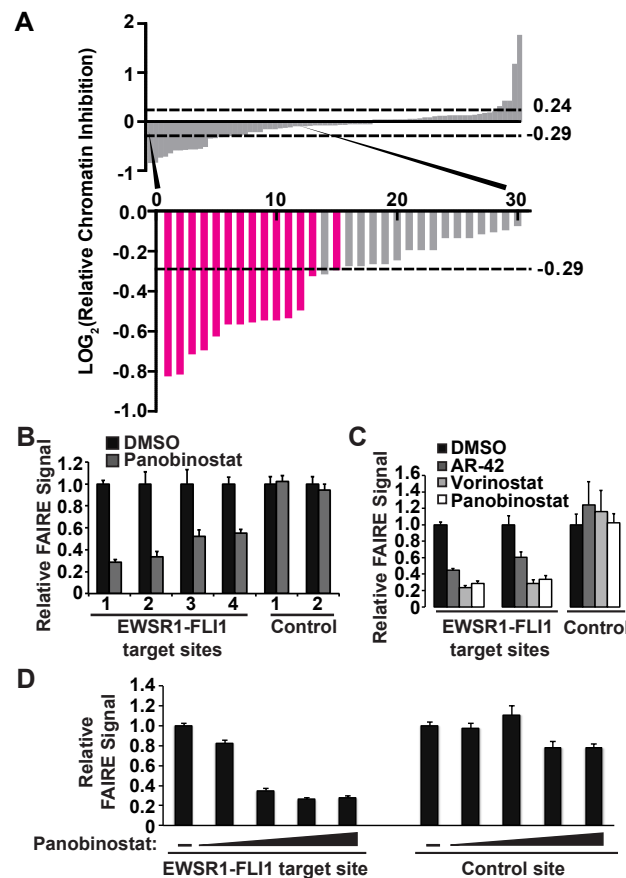 A
LOG2(Relative Chromatin Inhibition)
2
1
0
-1
0.24
-0.29
0 10 20 30
0.0
-0.2
-0.4
-0.6
-0.8
-1.0
-0.29
B
Relative FAIRE Signal
DMSO
Panobinostat
1.2
1.0
0.8
0.6
0.4
0.2
0
1 2 3 4 1 2
EWSR1-FLI1 Control
target sites
C
Relative FAIRE Signal
DMSO
AR-42
Vorinostat
Panobinostat
1.6
1.4
1.2
1.0
0.8
0.6
0.4
0.2
0
EWSR1-FLI1 Control
target sites
D
Relative
FAIRE Signal
1.4
1.2
1.0
0.8
0.6
0.4
0.2
0
Panobinostat: – –
EWSR1-FLI1 target site Control site